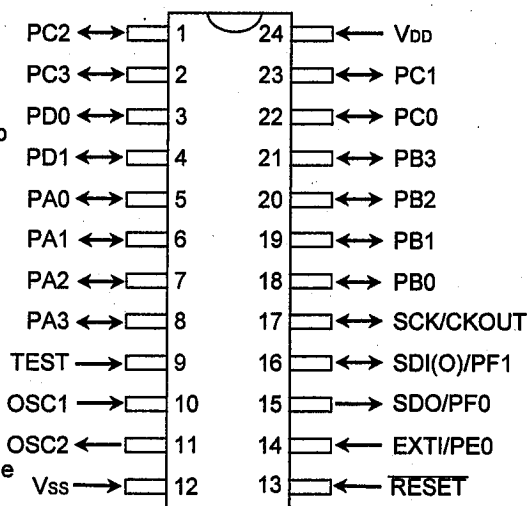 PC2 1 24 VDD
PC3 2 23 PC1
PD0 3 22 PC0
PD1 4 21 PB3
PA0 5 20 PB2
PA1 6 19 PB1
PA2 7 18 PB0
PA3 8 17 SCK/CKOUT
TEST 9 16 SDI(O)/PF1
OSC1 10 15 SDO/PF0
OSC2 11 14 EXTI/PE0
e
Vss 12 13 RESET